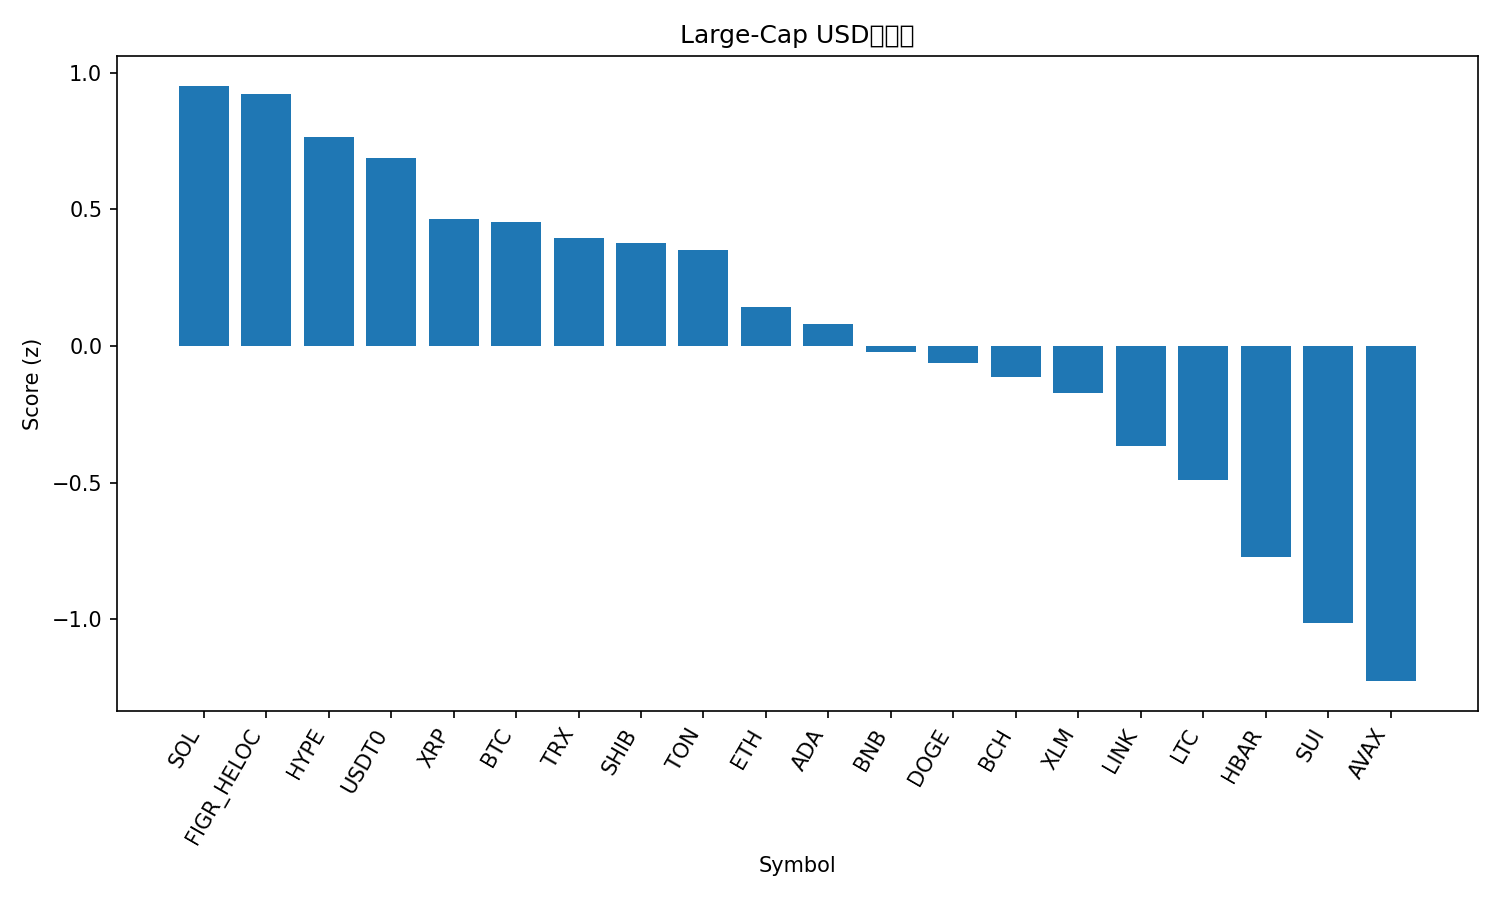 Large-Cap USD
Score (z)
1.0
0.5
0.0
−0.5
−1.0
SOL
FIGR_HELOC
HYPE
USDT0
XRP
BTC
TRX
SHIB
TON
ETH
ADA
BNB
DOGE
BCH
XLM
LINK
LTC
HBAR
SUI
AVAX
Symbol